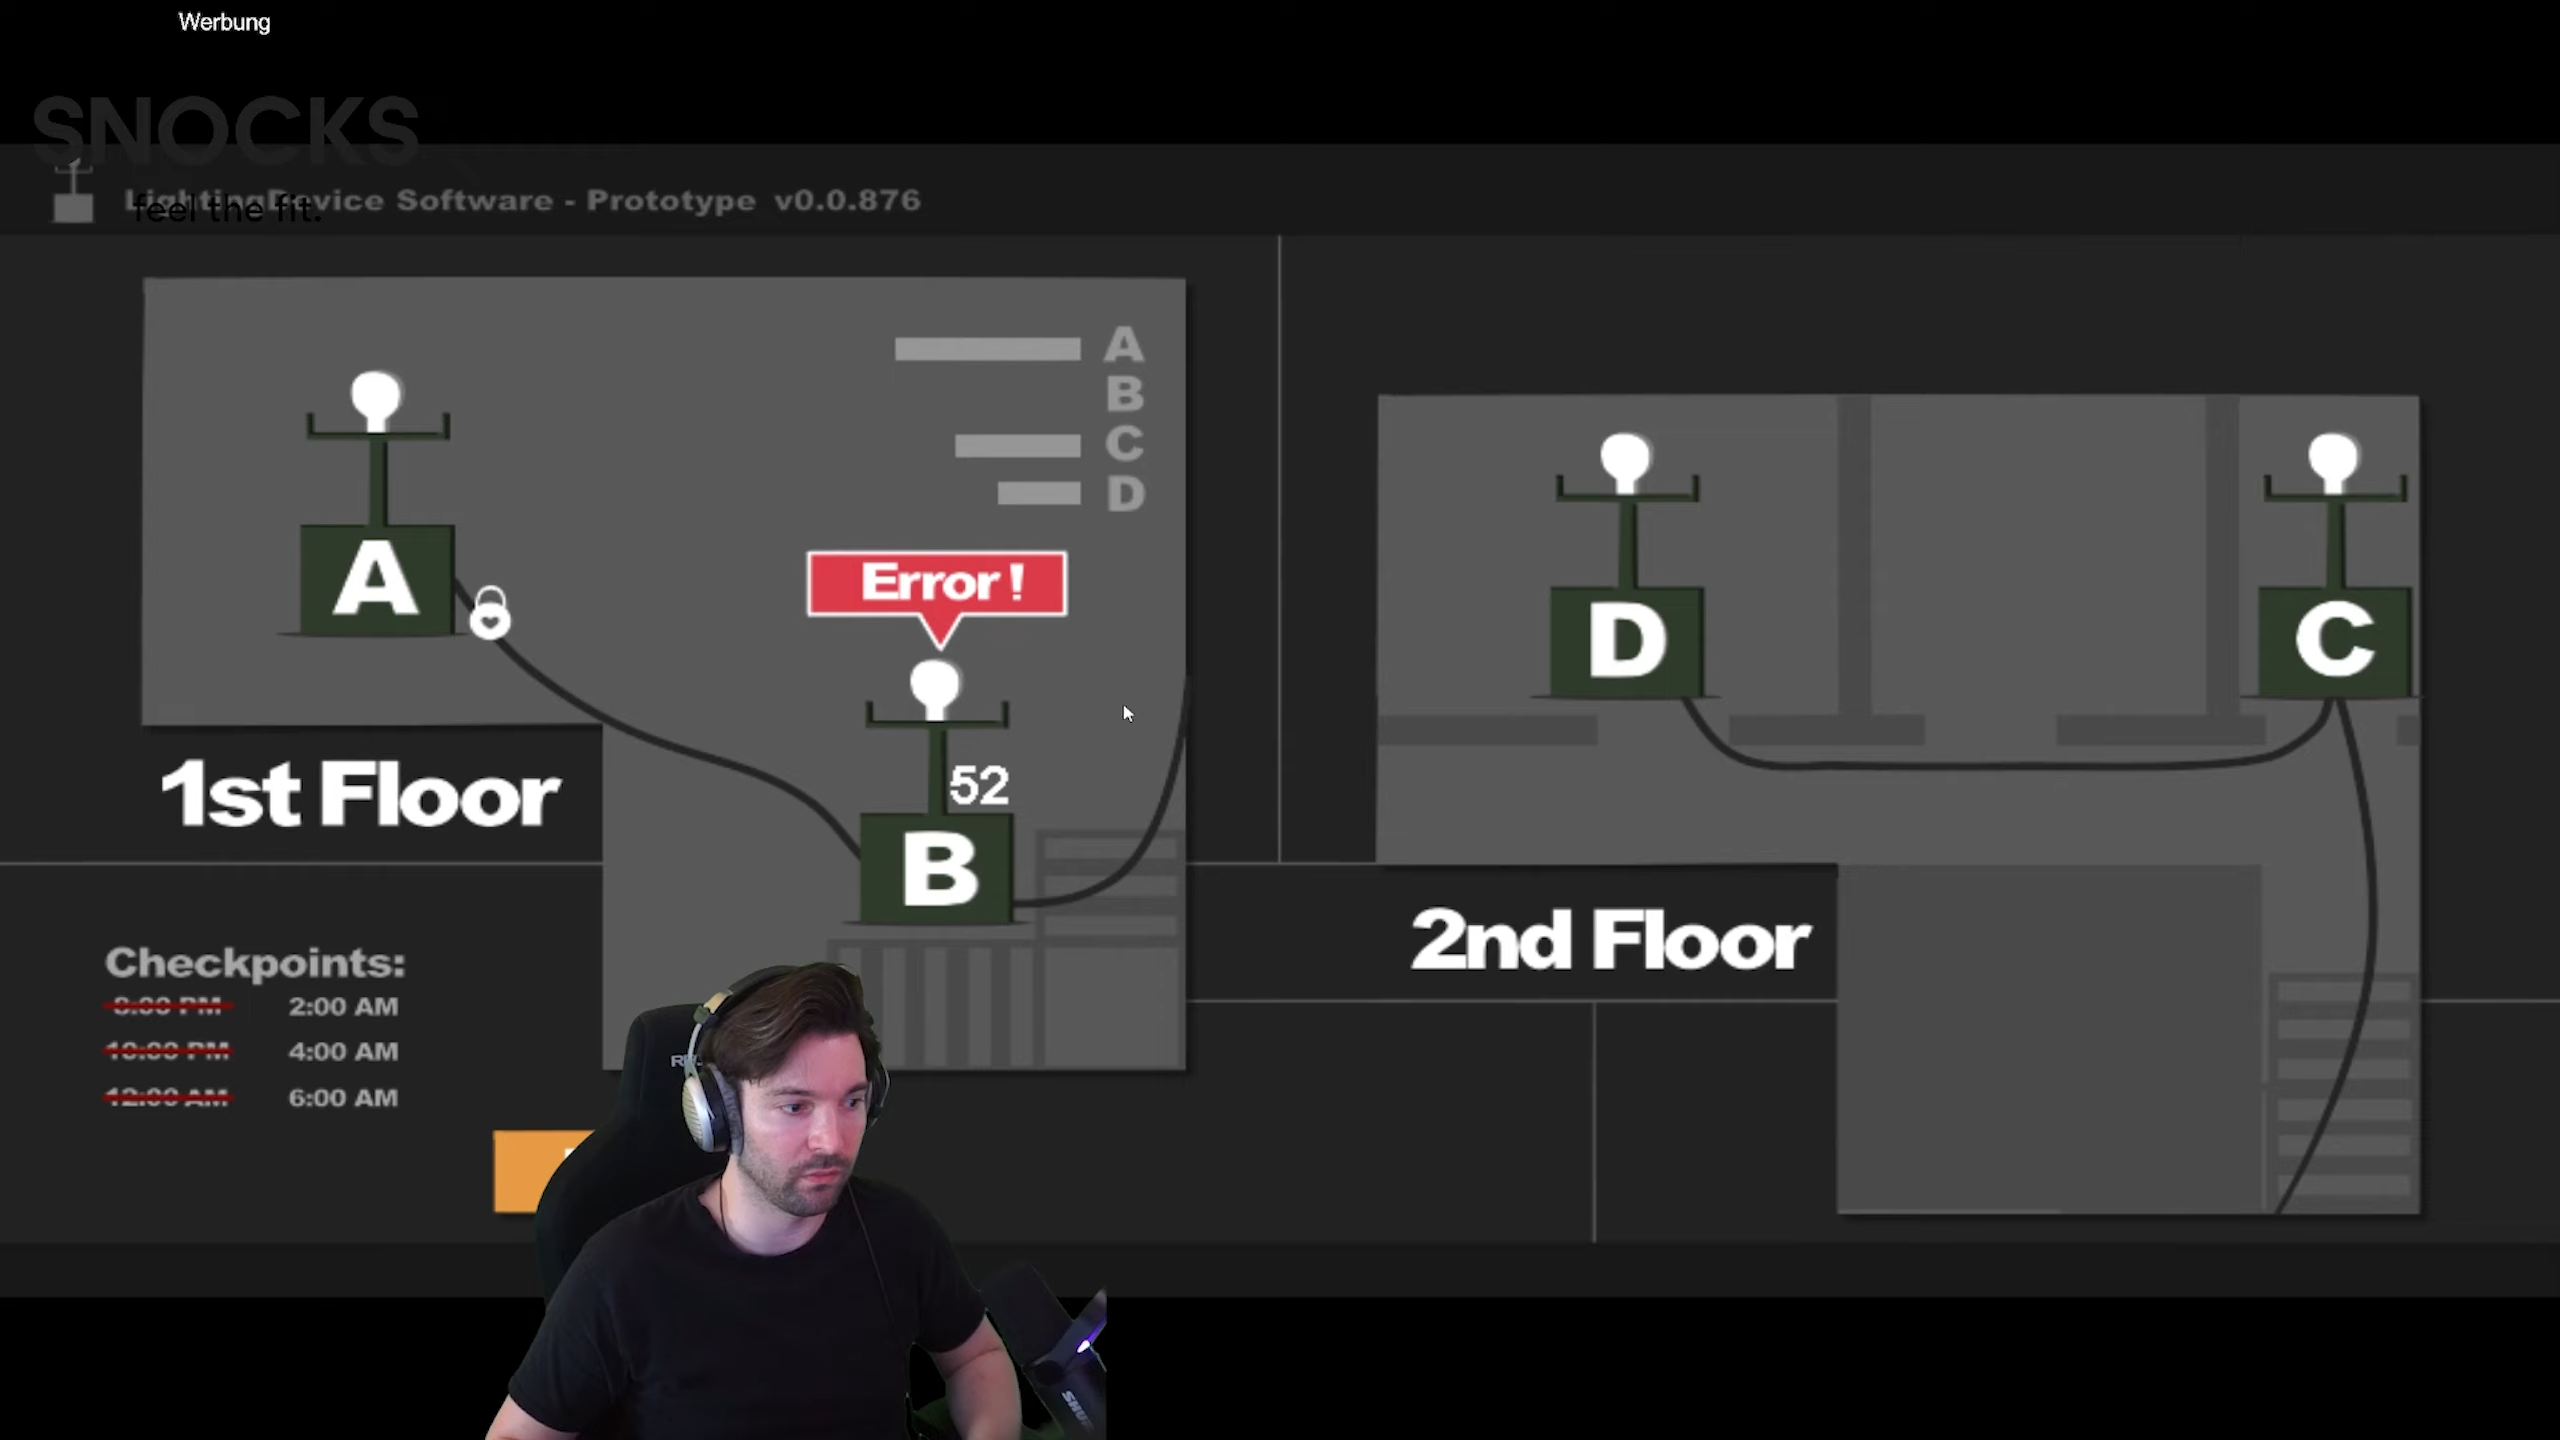 Werbung
SNOCKS
feel the fit.
LightingDevice Software - Prototype v0.0.876
A
B
C
D
A
Error !
52
B
D
C
1st Floor
2nd Floor
Checkpoints:
8:00 PM 2:00 AM
10:00 PM 4:00 AM
12:00 AM 6:00 AM